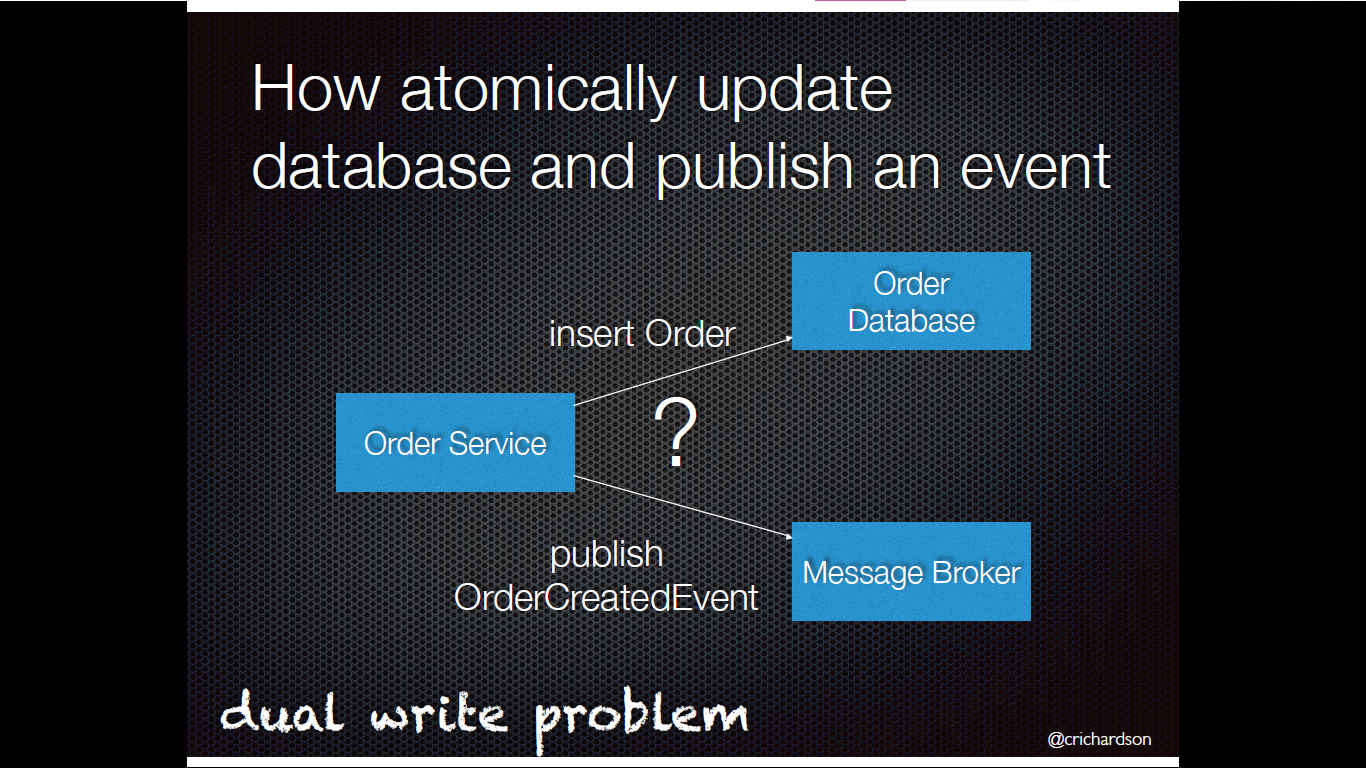 How atomically update
database and publish an event
Order
Database
insert Order
?
Order Service
publish
OrderCreatedEvent
Message Broker
dual write problem
@crichardson